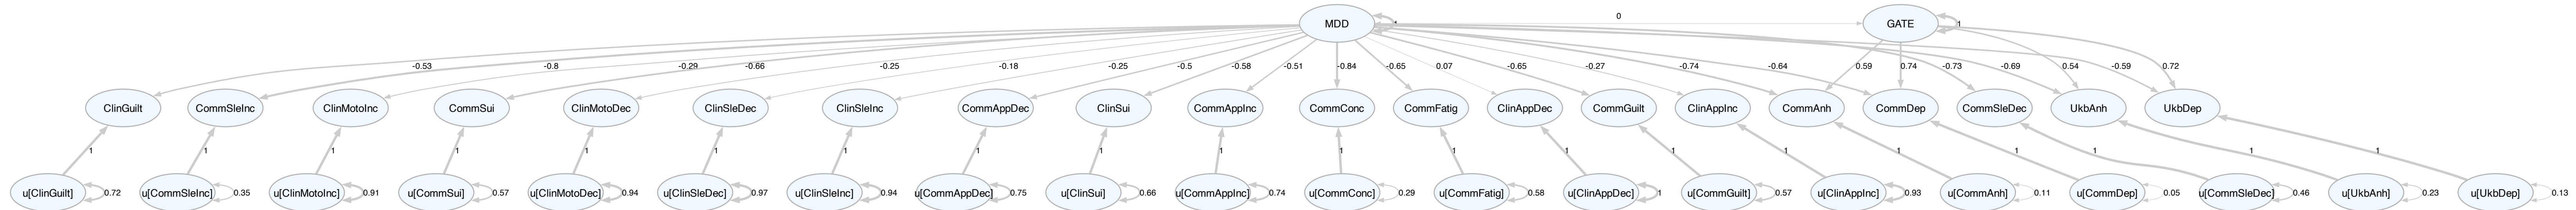 MDD 1 0 GATE 1
-0.53 -0.8 -0.29 -0.66 -0.25 -0.18 -0.25 -0.5 -0.58 -0.51 -0.84 -0.65 0.07 -0.65 -0.27 -0.74 0.59 -0.64 0.74 -0.73 -0.69 0.54 -0.59 0.72
ClinGuilt CommSleInc ClinMotoInc CommSui ClinMotoDec ClinSleDec ClinSleInc CommAppDec ClinSui CommAppInc CommConc CommFatig ClinAppDec CommGuilt ClinAppInc CommAnh CommDep CommSleDec UkbAnh UkbDep
1 1 1 1 1 1 1 1 1 1 1 1 1 1 1 1 1 1 1 1
u[ClinGuilt] 0.72 u[CommSleInc] 0.35 u[ClinMotoInc] 0.91 u[CommSui] 0.57 u[ClinMotoDec] 0.94 u[ClinSleDec] 0.97 u[ClinSleInc] 0.94 u[CommAppDec] 0.75 u[ClinSui] 0.66 u[CommAppInc] 0.74 u[CommConc] 0.29 u[CommFatig] 0.58 u[ClinAppDec] 1 u[CommGuilt] 0.57 u[ClinAppInc] 0.93 u[CommAnh] 0.11 u[CommDep] 0.05 u[CommSleDec] 0.46 u[UkbAnh] 0.23 u[UkbDep] 0.13